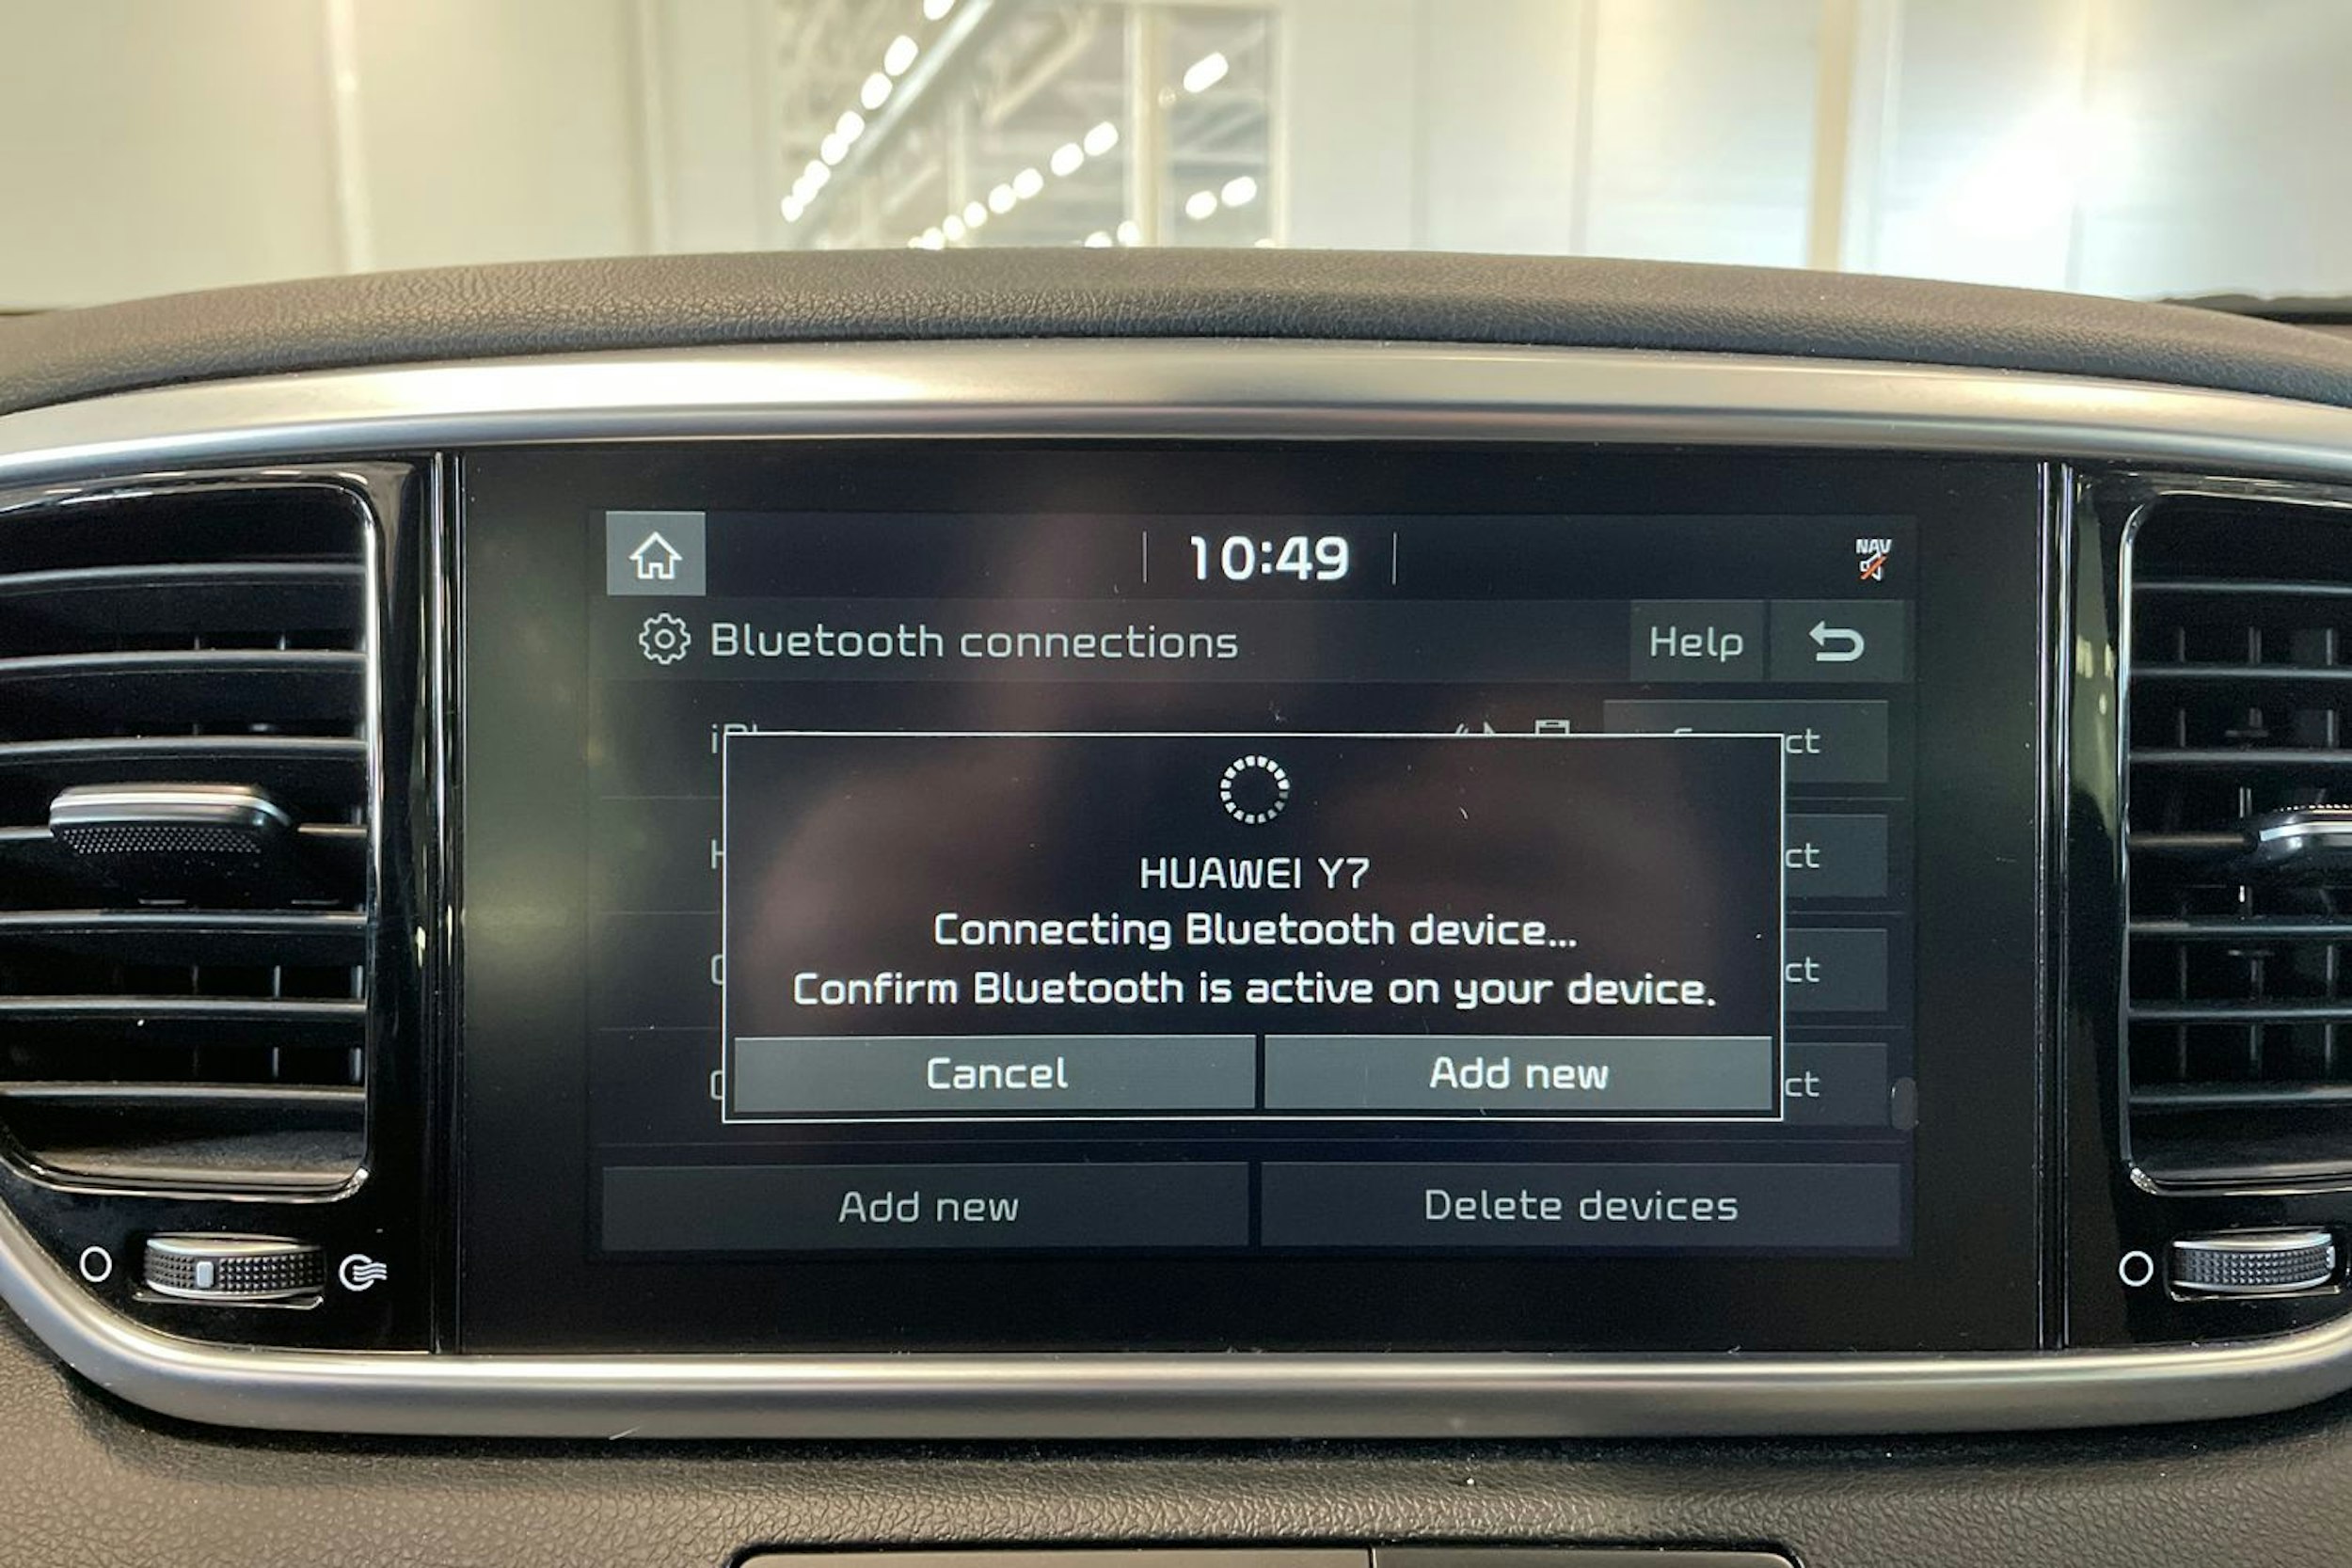 10:49
NAV
Bluetooth connections
Help
HUAWEI Y7
Connecting Bluetooth device...
Confirm Bluetooth is active on your device.
Cancel
Add new
Add new
Delete devices